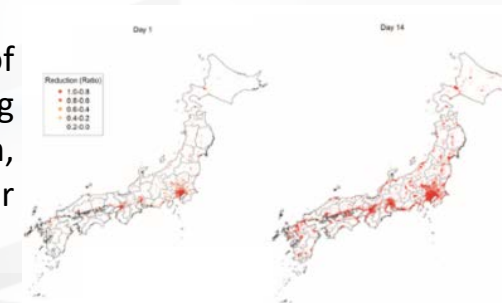 of
g
,
r
Day 1
Reduction (Ratio)
1.0-0.8
0.8-0.6
0.6-0.4
0.4-0.2
0.2-0.0
Day 14